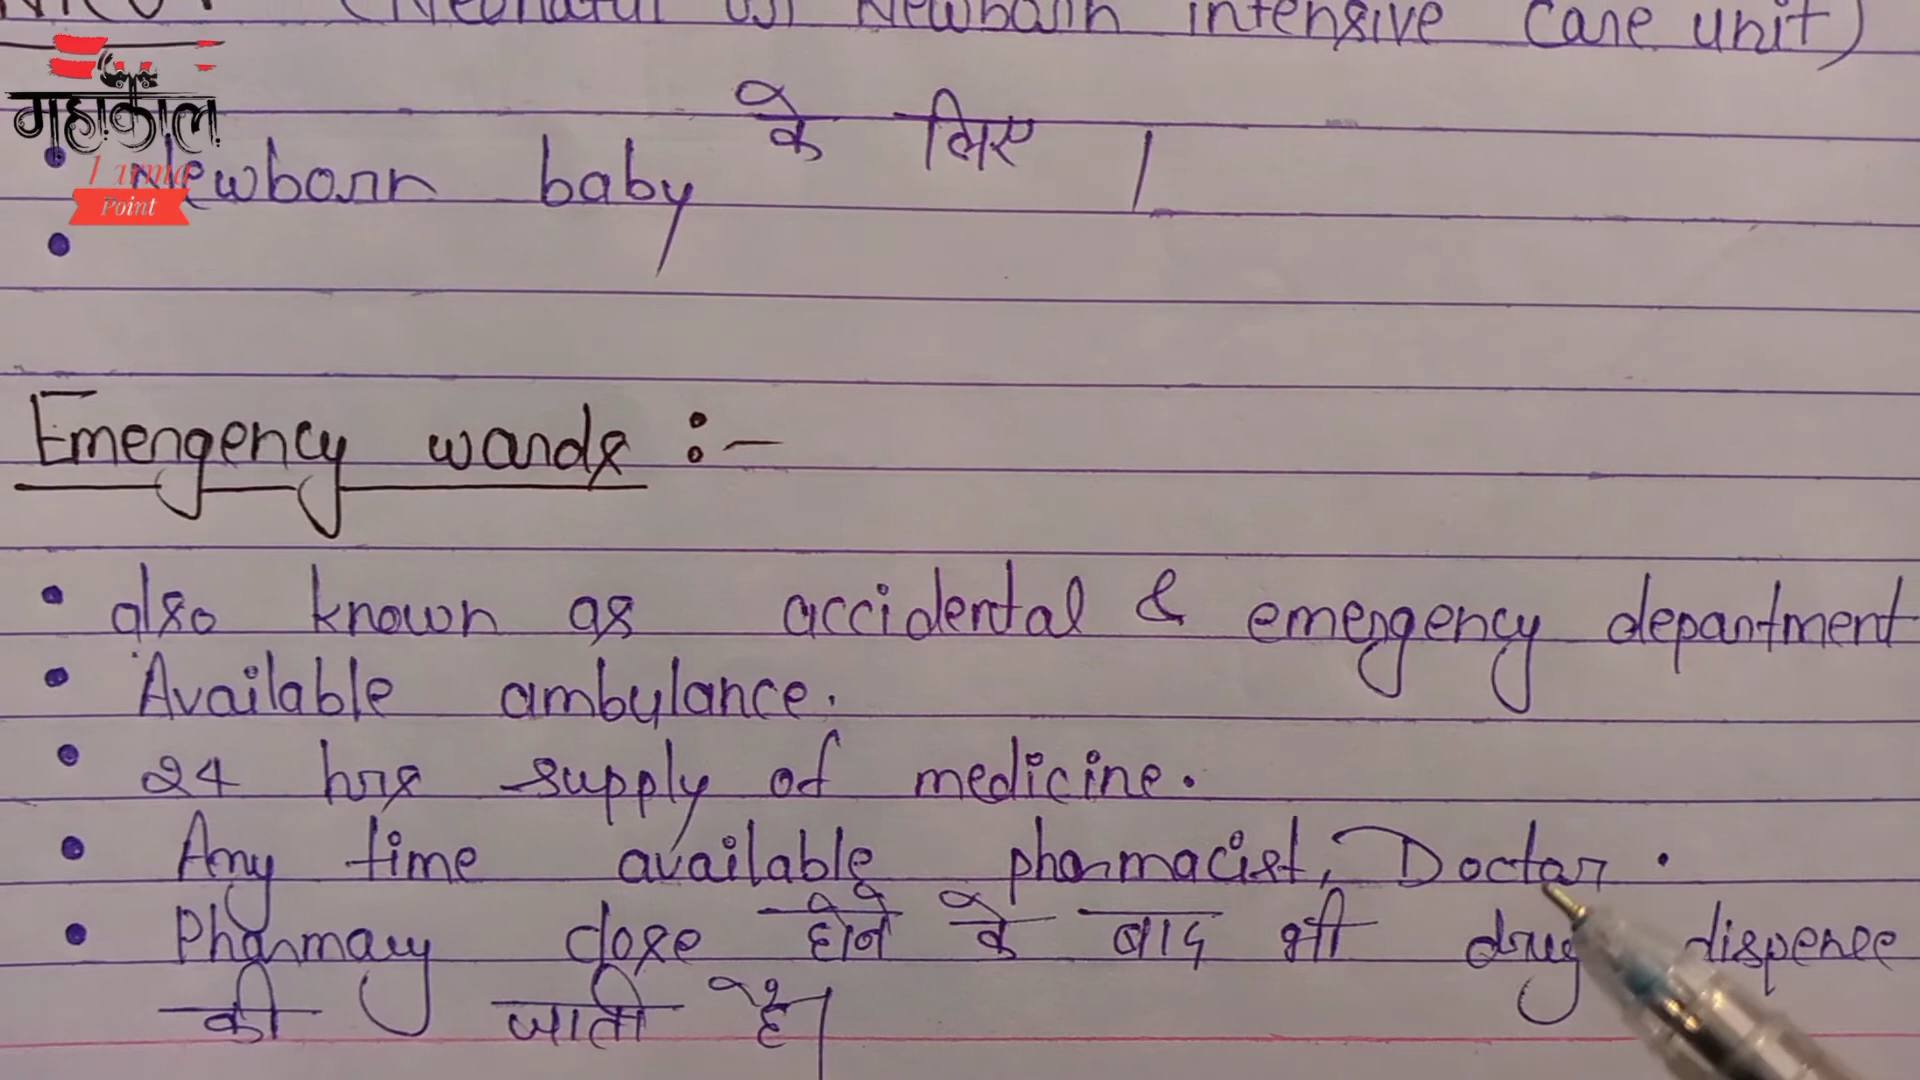 (Neonatal or Newborn intensive care unit)
महाकाल
Newborn baby के लिए ।
Point
Emergency wards :-
• also known as accidental & emergency department
• Available ambulance.
• 24 hrs supply of medicine.
• Any time available pharmacist, Doctor .
• Pharmacy close होने के बाद भी drug dispense
की जाती है।